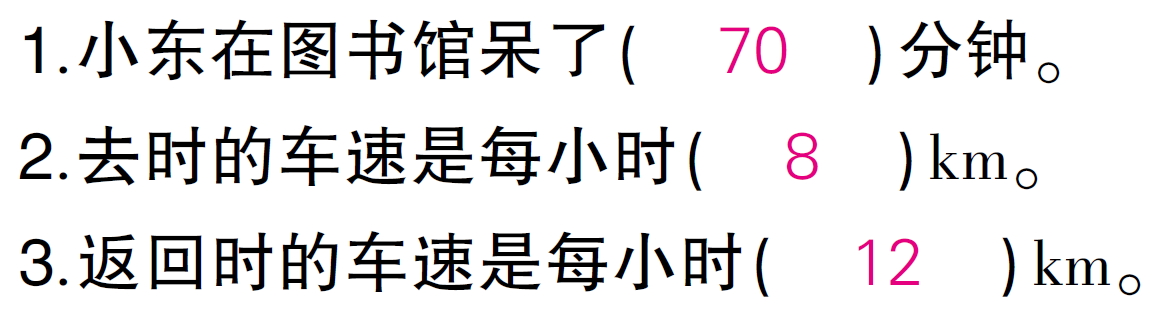 1.小东在图书馆呆了( 70 )分钟。
2.去时的车速是每小时( 8 )km。
3.返回时的车速是每小时( 12 )km。